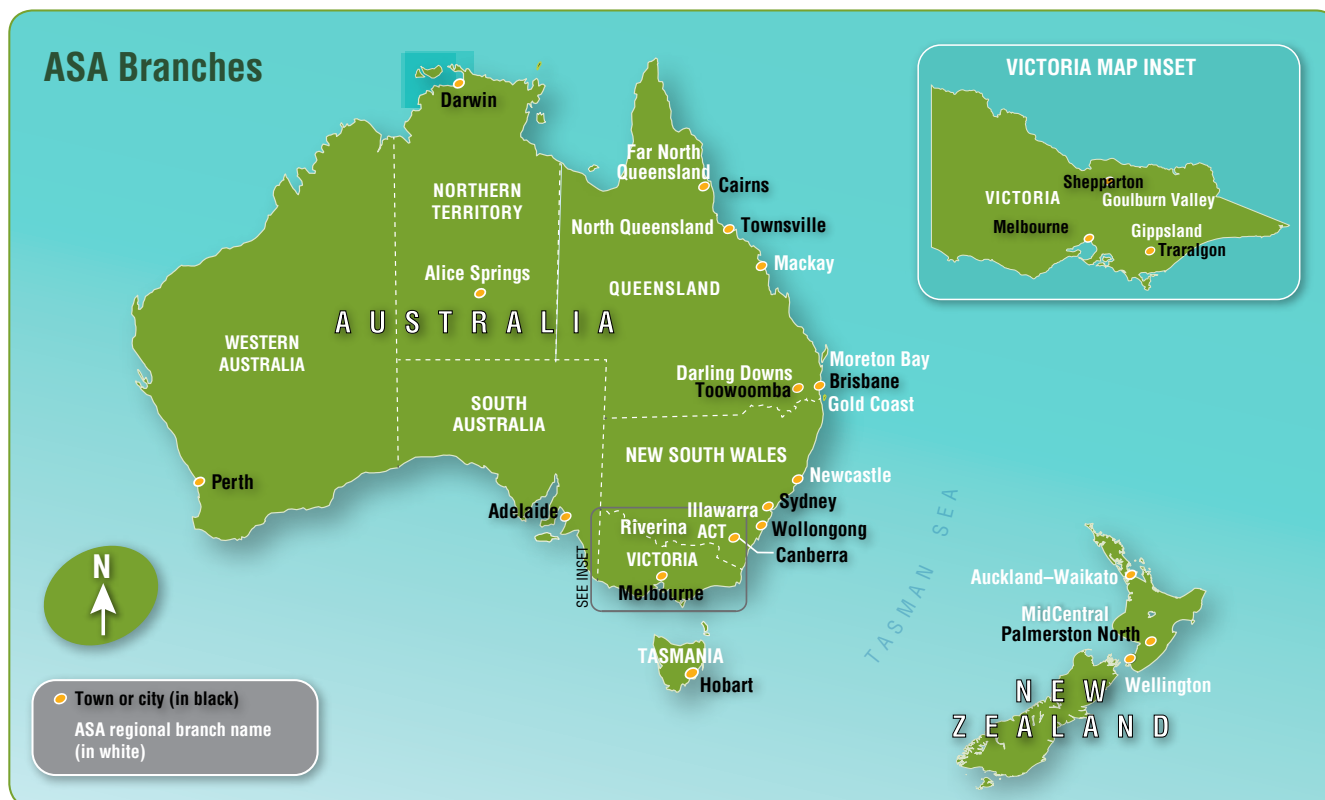 ASA Branches
VICTORIA MAP INSET
Shepparton
VICTORIA
Goulburn Valley
Melbourne
Gippsland
Traralgon
Darwin
Far North
Queensland
Cairns
NORTHERN
TERRITORY
North Queensland
Townsville
Mackay
Alice Springs
QUEENSLAND
AUSTRALIA
WESTERN
AUSTRALIA
Moreton Bay
Darling Downs
Toowoomba
Brisbane
Gold Coast
SOUTH
AUSTRALIA
NEW SOUTH WALES
Newcastle
Perth
Sydney
Adelaide
Illawarra
Wollongong
Riverina
ACT
Canberra
VICTORIA
SEE INSET
Melbourne
TASMAN SEA
N
Auckland–Waikato
MidCentral
Palmerston North
TASMANIA
Hobart
Wellington
NEW
ZEALAND
Town or city (in black)
ASA regional branch name
(in white)